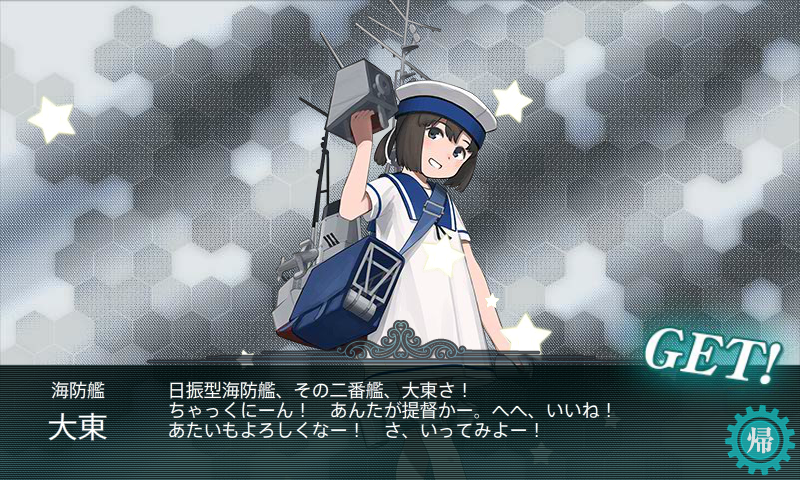 GET!
海防艦
大東
日振型海防艦、その二番艦、大東さ！
ちゃっくにーん！　あんたが提督かー。へへ、いいね！
あたいもよろしくなー！　さ、いってみよー！
帰